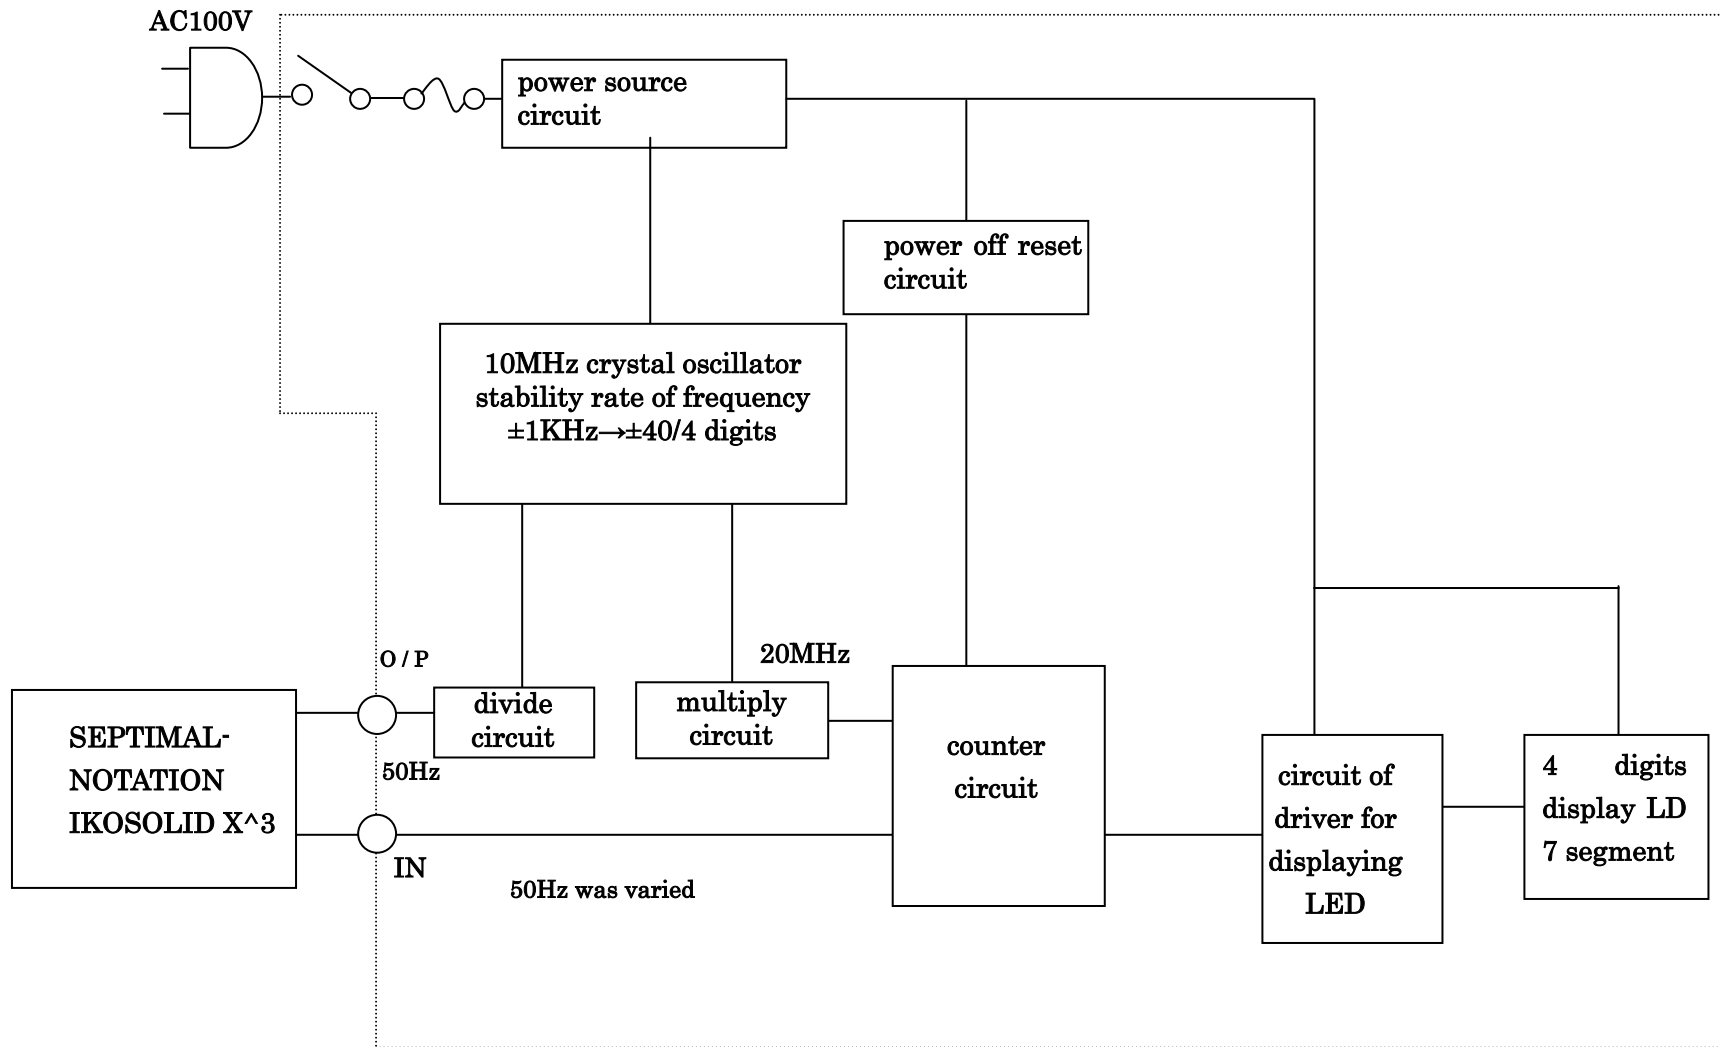 AC100V
power source
circuit
power off reset
circuit
10MHz crystal oscillator
stability rate of frequency
±1KHz→±40/4 digits
O / P
20MHz
divide
circuit
multiply
circuit
SEPTIMAL-
NOTATION
IKOSOLID X^3
50Hz
counter
circuit
circuit of
driver for
displaying
LED
4 digits
display LD
7 segment
IN
50Hz was varied